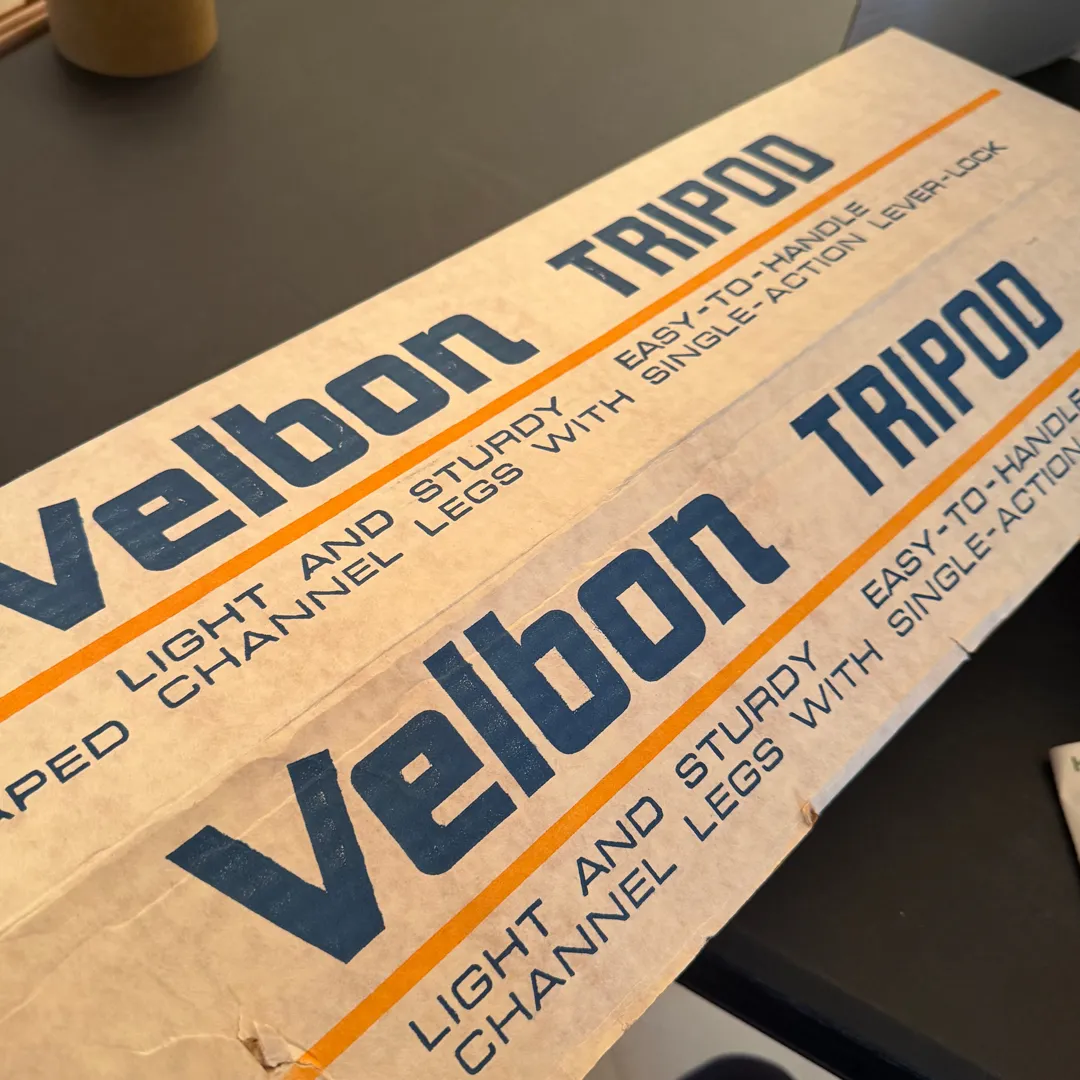 Velbon TRIPOD
LIGHT AND STURDY EASY-TO-HANDLE
APED CHANNEL LEGS WITH SINGLE-ACTION LEVER-LOCK
Velbon TRIPOD
LIGHT AND STURDY EASY-TO-HANDLE
CHANNEL LEGS WITH SINGLE-ACTION